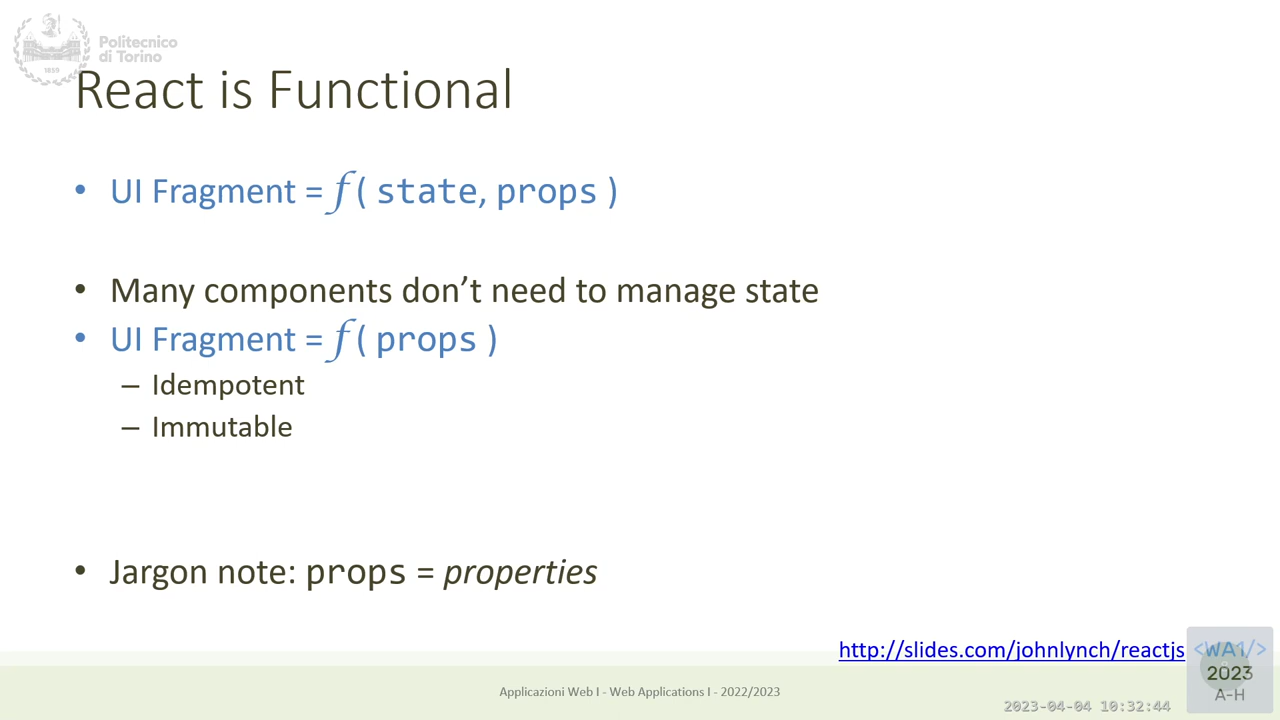 Politecnico
di Torino
1859
React is Functional
• UI Fragment = f( state, props )
• Many components don’t need to manage state
• UI Fragment = f( props )
– Idempotent
– Immutable
• Jargon note: props = properties
http://slides.com/johnlynch/reactjs
<WA1/>
2023
A-H
Applicazioni Web I - Web Applications I - 2022/2023
2023-04-04 10:32:44